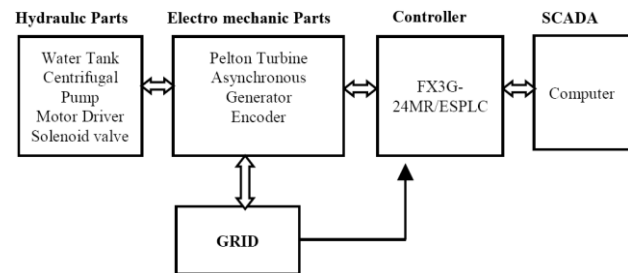 Hydraulıc Parts
Electro mechanic Parts
Controller
SCADA
Water Tank
Centrifugal
Pump
Motor Driver
Solenoid valve
Pelton Turbine
Asynchronous
Generator
Encoder
FX3G-
24MR/ESPLC
Computer
GRID